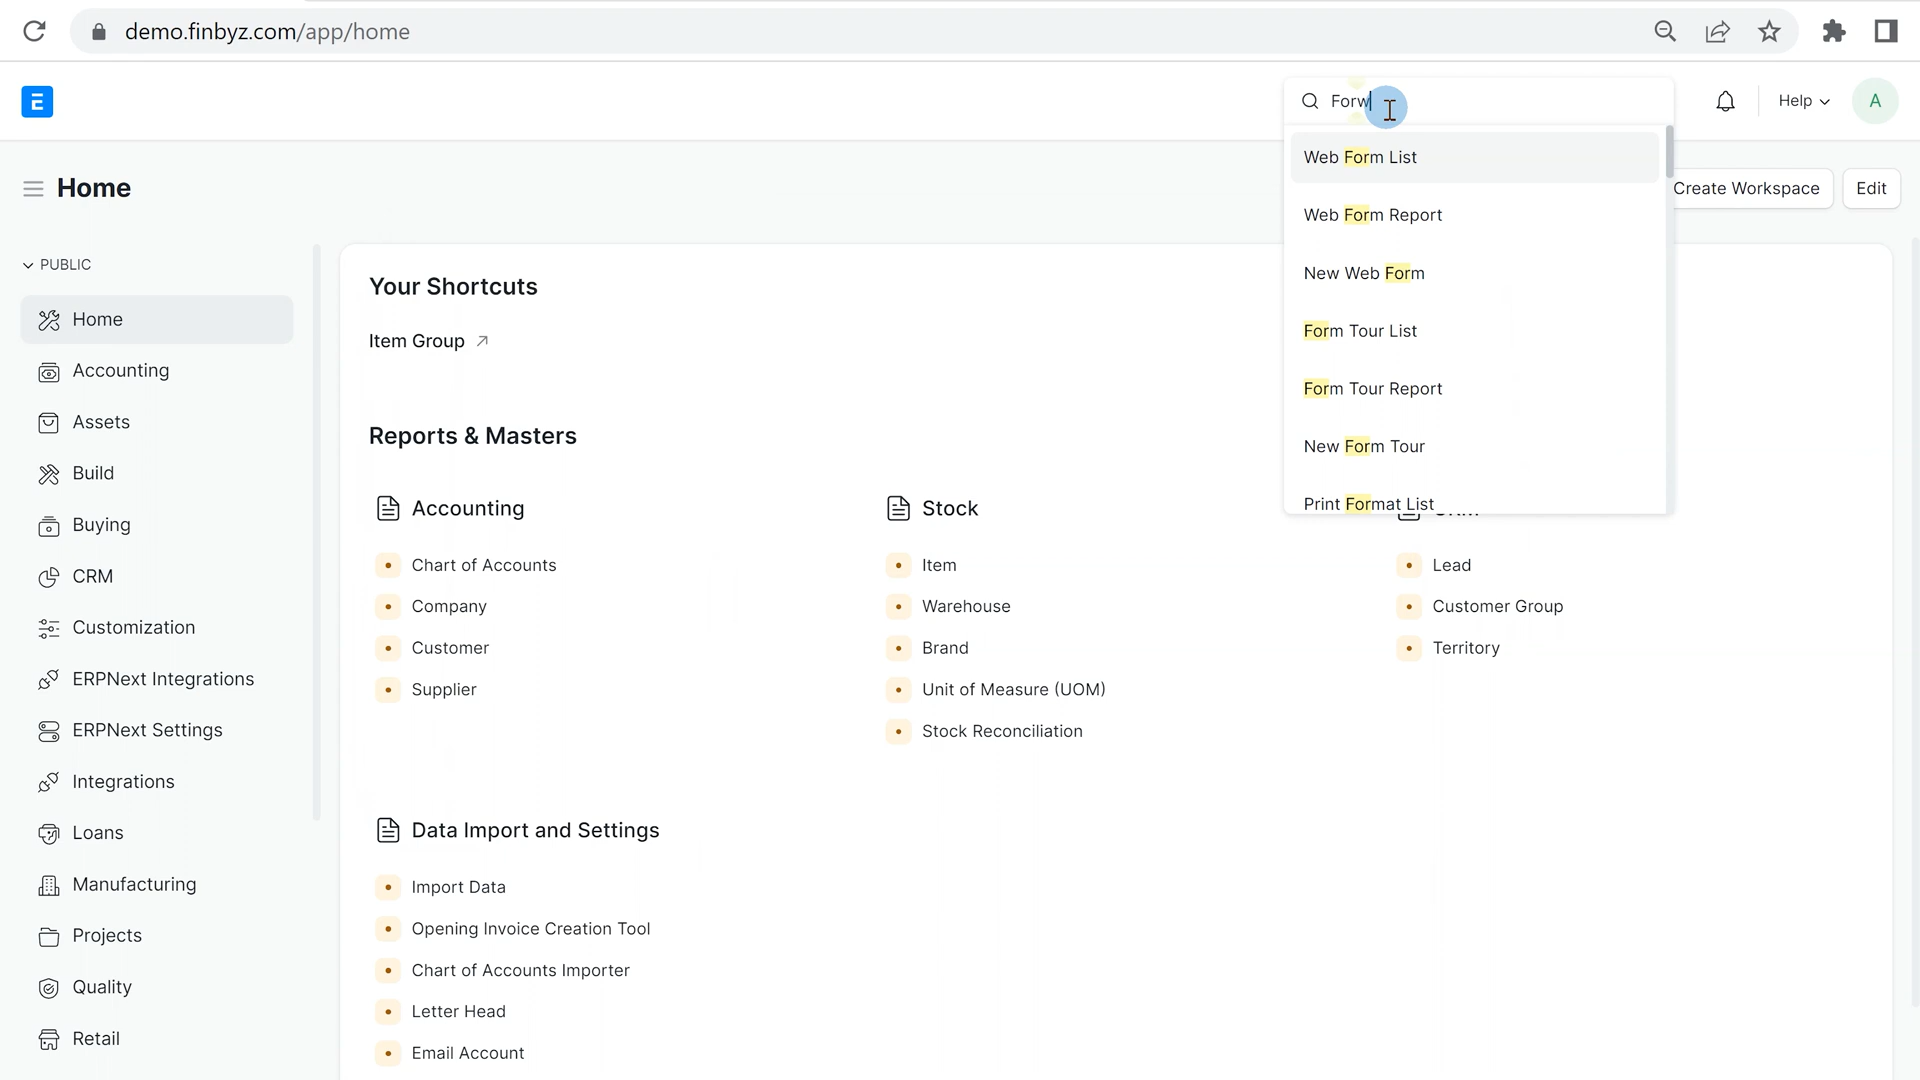 demo.finbyz.com/app/home
E
Forw
Help
A
Web Form List
Home
Create Workspace
Edit
Web Form Report
PUBLIC
New Web Form
Your Shortcuts
Home
Form Tour List
Item Group
Accounting
Form Tour Report
Assets
Reports & Masters
New Form Tour
Build
Print Format List
Accounting
Stock
Buying
Chart of Accounts
Item
Lead
CRM
Company
Warehouse
Customer Group
Customization
Customer
Brand
Territory
ERPNext Integrations
Supplier
Unit of Measure (UOM)
ERPNext Settings
Stock Reconciliation
Integrations
Loans
Data Import and Settings
Manufacturing
Import Data
Projects
Opening Invoice Creation Tool
Chart of Accounts Importer
Quality
Letter Head
Retail
Email Account